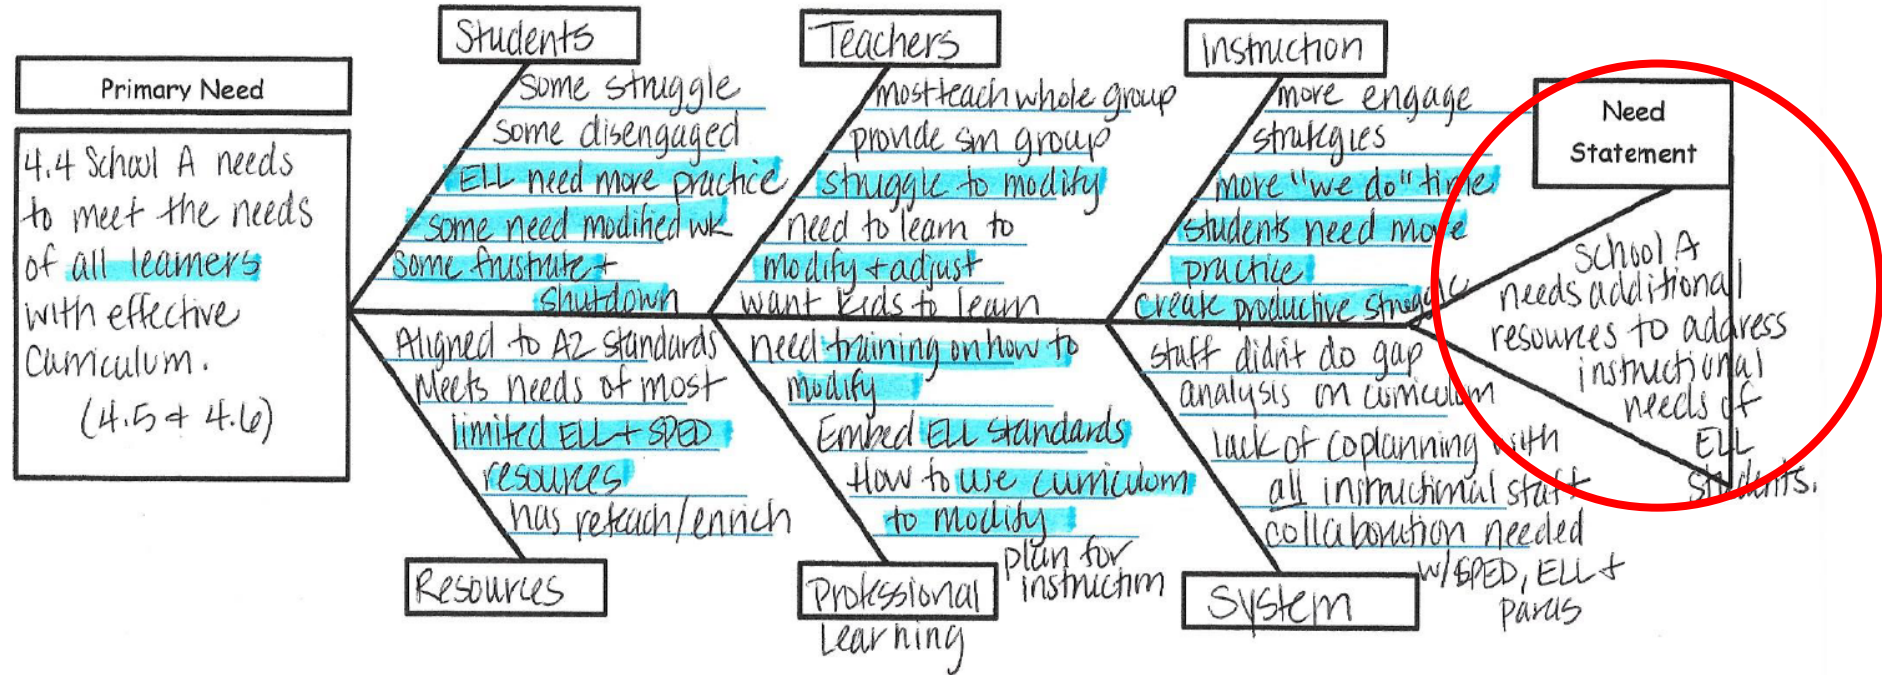 Primary Need
4.4 School A needs
to meet the needs
of all learners
with effective
Curriculum.
(4.5 & 4.6)
Students
Some struggle
Some disengaged
ELL need more practice
some need modified wk
Some frustrate +
shutdown
Teachers
most teach whole group
provide sm group
struggle to modify
need to learn to
modify + adjust
want kids to learn
Instruction
more engage
strategies
more "we do" time
students need more
practice
create productive struggle
Need
Statement
School A
needs additional
resources to address
instructional
needs of
ELL
students.
Aligned to AZ standards
Meets needs of most
limited ELL + SPED
resources
has reteach/enrich
Resources
need training on how to
modify
Embed ELL standards
How to use curriculum
to modify
plan for
instruction
Professional
Learning
staff didn't do gap
analysis on curriculum
lack of coplanning with
all instructional staff
collaboration needed
w/ SPED, ELL +
paras
System